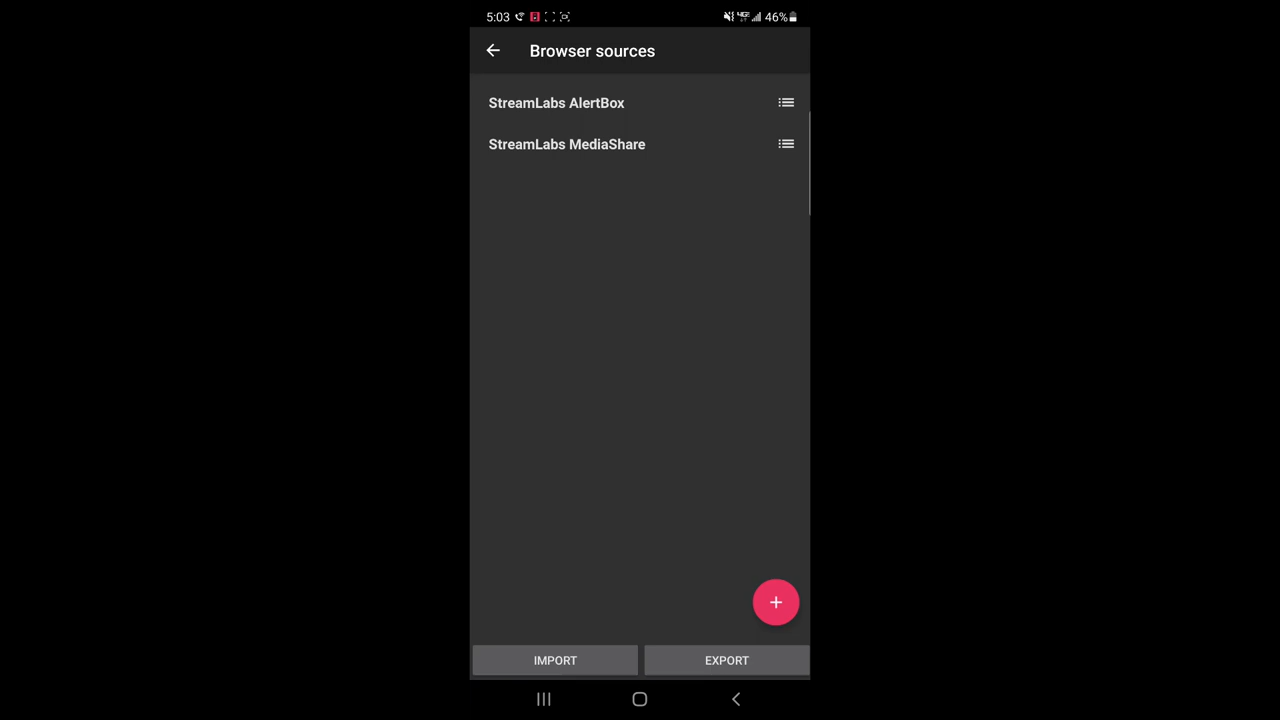 5:03 46%
Browser sources
StreamLabs AlertBox
StreamLabs MediaShare
IMPORT EXPORT